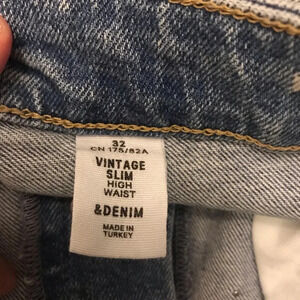 32
CN 175/82A
VINTAGE
SLIM
HIGH
WAIST
&DENIM
MADE IN
TURKEY